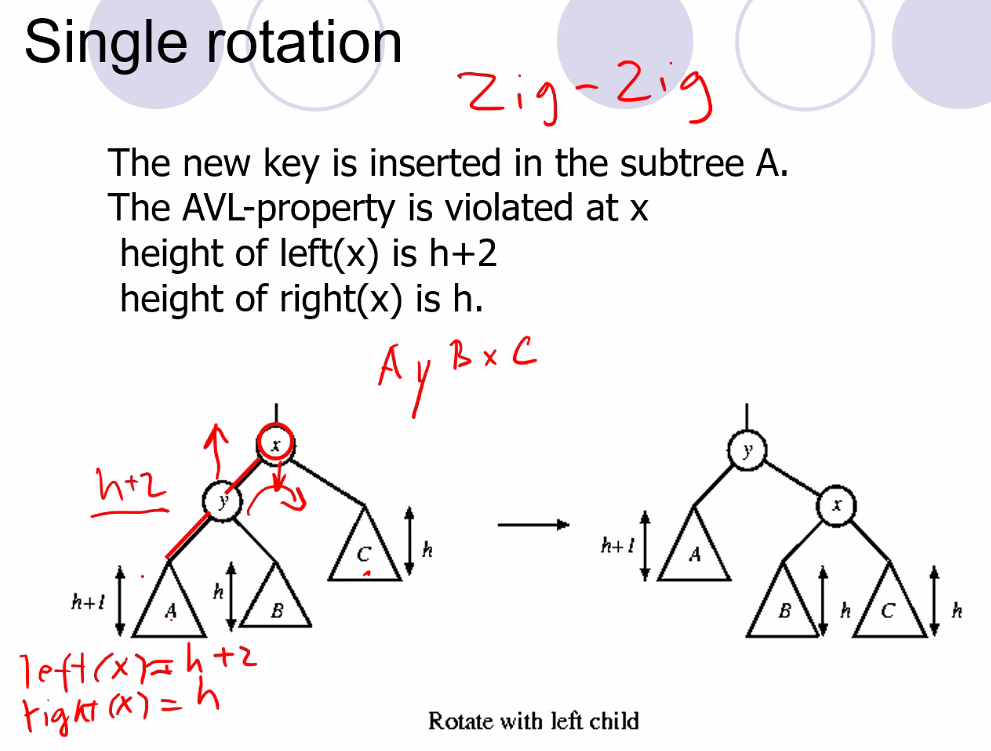 Single rotation
Zig-Zig
The new key is inserted in the subtree A.
The AVL-property is violated at x
height of left(x) is h+2
height of right(x) is h.
A y B x C
x
y
h+2
y
x
C
h
h+1
A
h
B
h+1
A
B
h
C
h
left(x)=h+2
right(x)=h
Rotate with left child